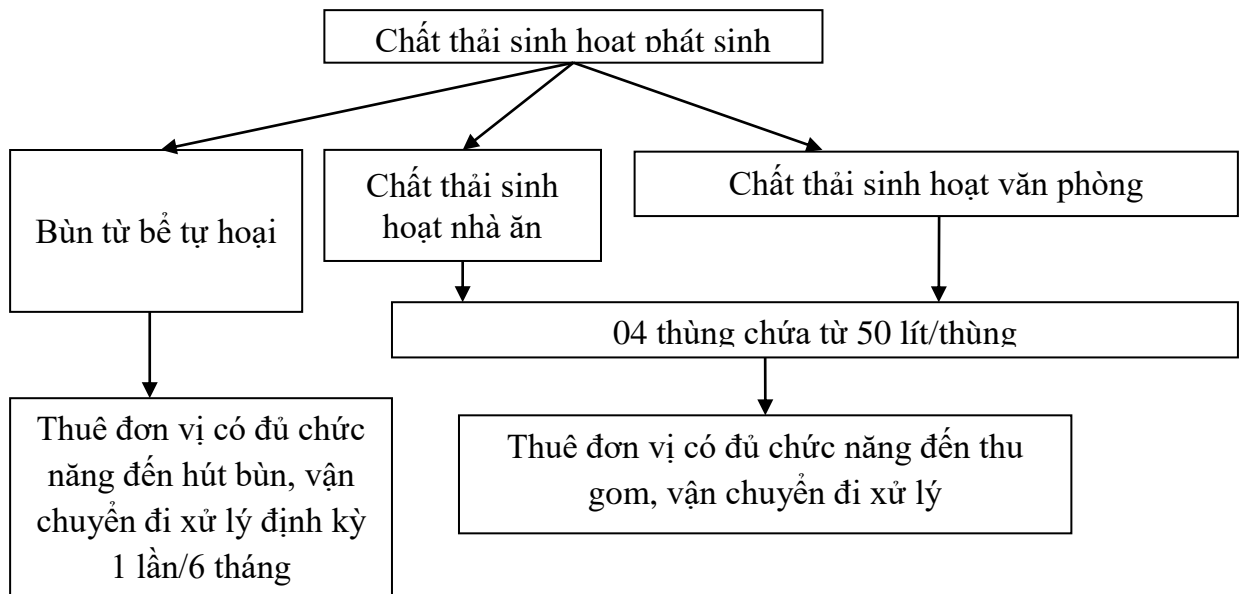 Chất thải sinh hoạt phát sinh
Bùn từ bể tự hoại
Chất thải sinh
hoạt nhà ăn
Chất thải sinh hoạt văn phòng
04 thùng chứa từ 50 lít/thùng
Thuê đơn vị có đủ chức
năng đến hút bùn, vận
chuyển đi xử lý định kỳ
1 lần/6 tháng
Thuê đơn vị có đủ chức năng đến thu
gom, vận chuyển đi xử lý